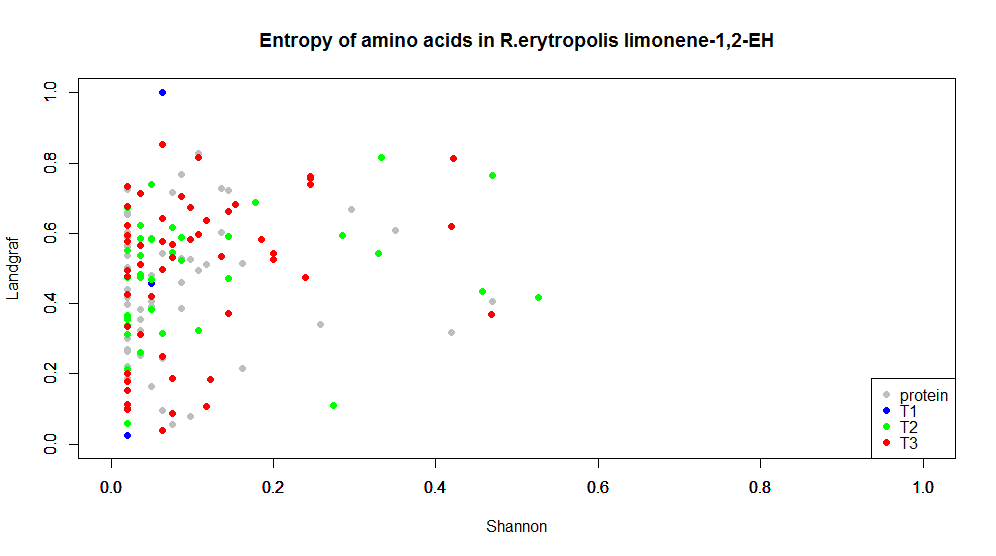 Entropy of amino acids in R.erytropolis limonene-1,2-EH
Landgraf
1.0
0.8
0.6
0.4
0.2
0.0
protein
T1
T2
T3
0.0 0.2 0.4 0.6 0.8 1.0
Shannon